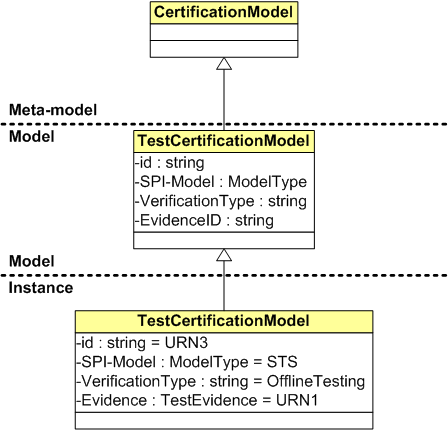 CertificationModel
Meta-model
Model
TestCertificationModel
-id : string
-SPI-Model : ModelType
-VerificationType : string
-EvidenceID : string
Model
Instance
TestCertificationModel
-id : string = URN3
-SPI-Model : ModelType = STS
-VerificationType : string = OfflineTesting
-Evidence : TestEvidence = URN1